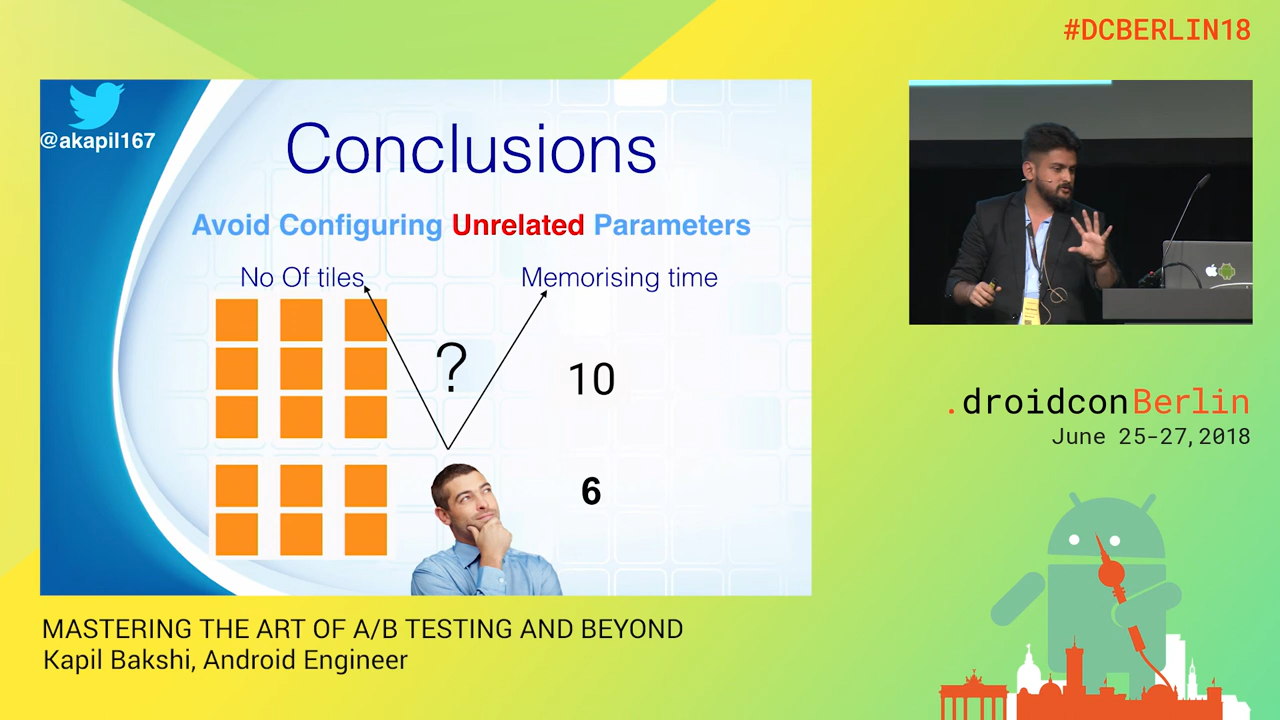 #DCBERLIN18
@akapil167
Conclusions
Avoid Configuring Unrelated Parameters
No Of tiles
Memorising time
?
10
6
.droidconBerlin
June 25-27, 2018
MASTERING THE ART OF A/B TESTING AND BEYOND
Kapil Bakshi, Android Engineer